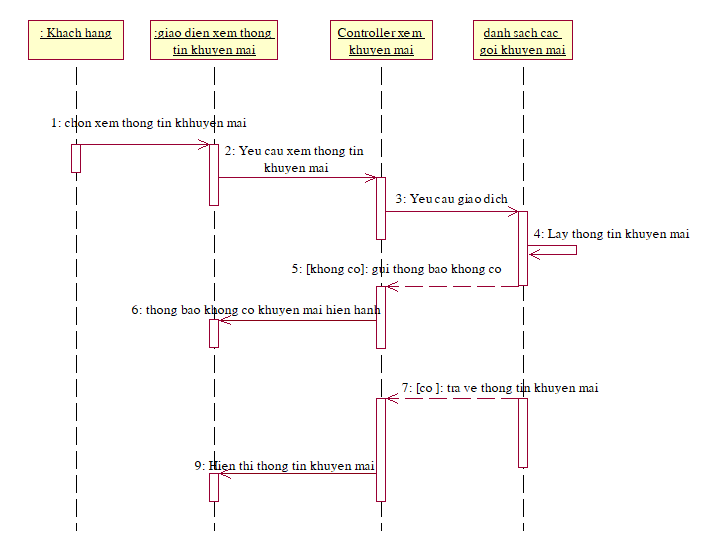 : Khach hang
:giao dien xem thong
tin khuyen mai
Controller xem
khuyen mai
danh sach cac
goi khuyen mai
1: chon xem thong tin khhuyen mai
2: Yeu cau xem thong tin
khuyen mai
3: Yeu cau giao dich
4: Lay thong tin khuyen mai
5: [khong co]: gui thong bao khong co
6: thong bao khong co khuyen mai hien hanh
7: [co ]: tra ve thong tin khuyen mai
9: Hien thi thong tin khuyen mai